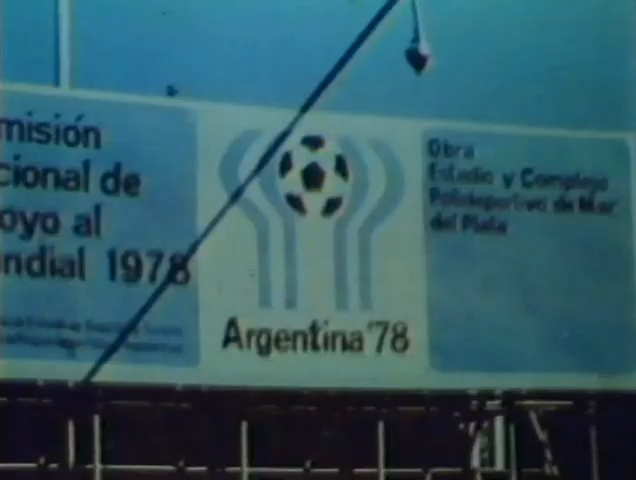 misión
cional de
oyo al
ndial 1978
Argentina '78
Obra
Estadio y Complejo
Polideportivo de Mar
del Plata